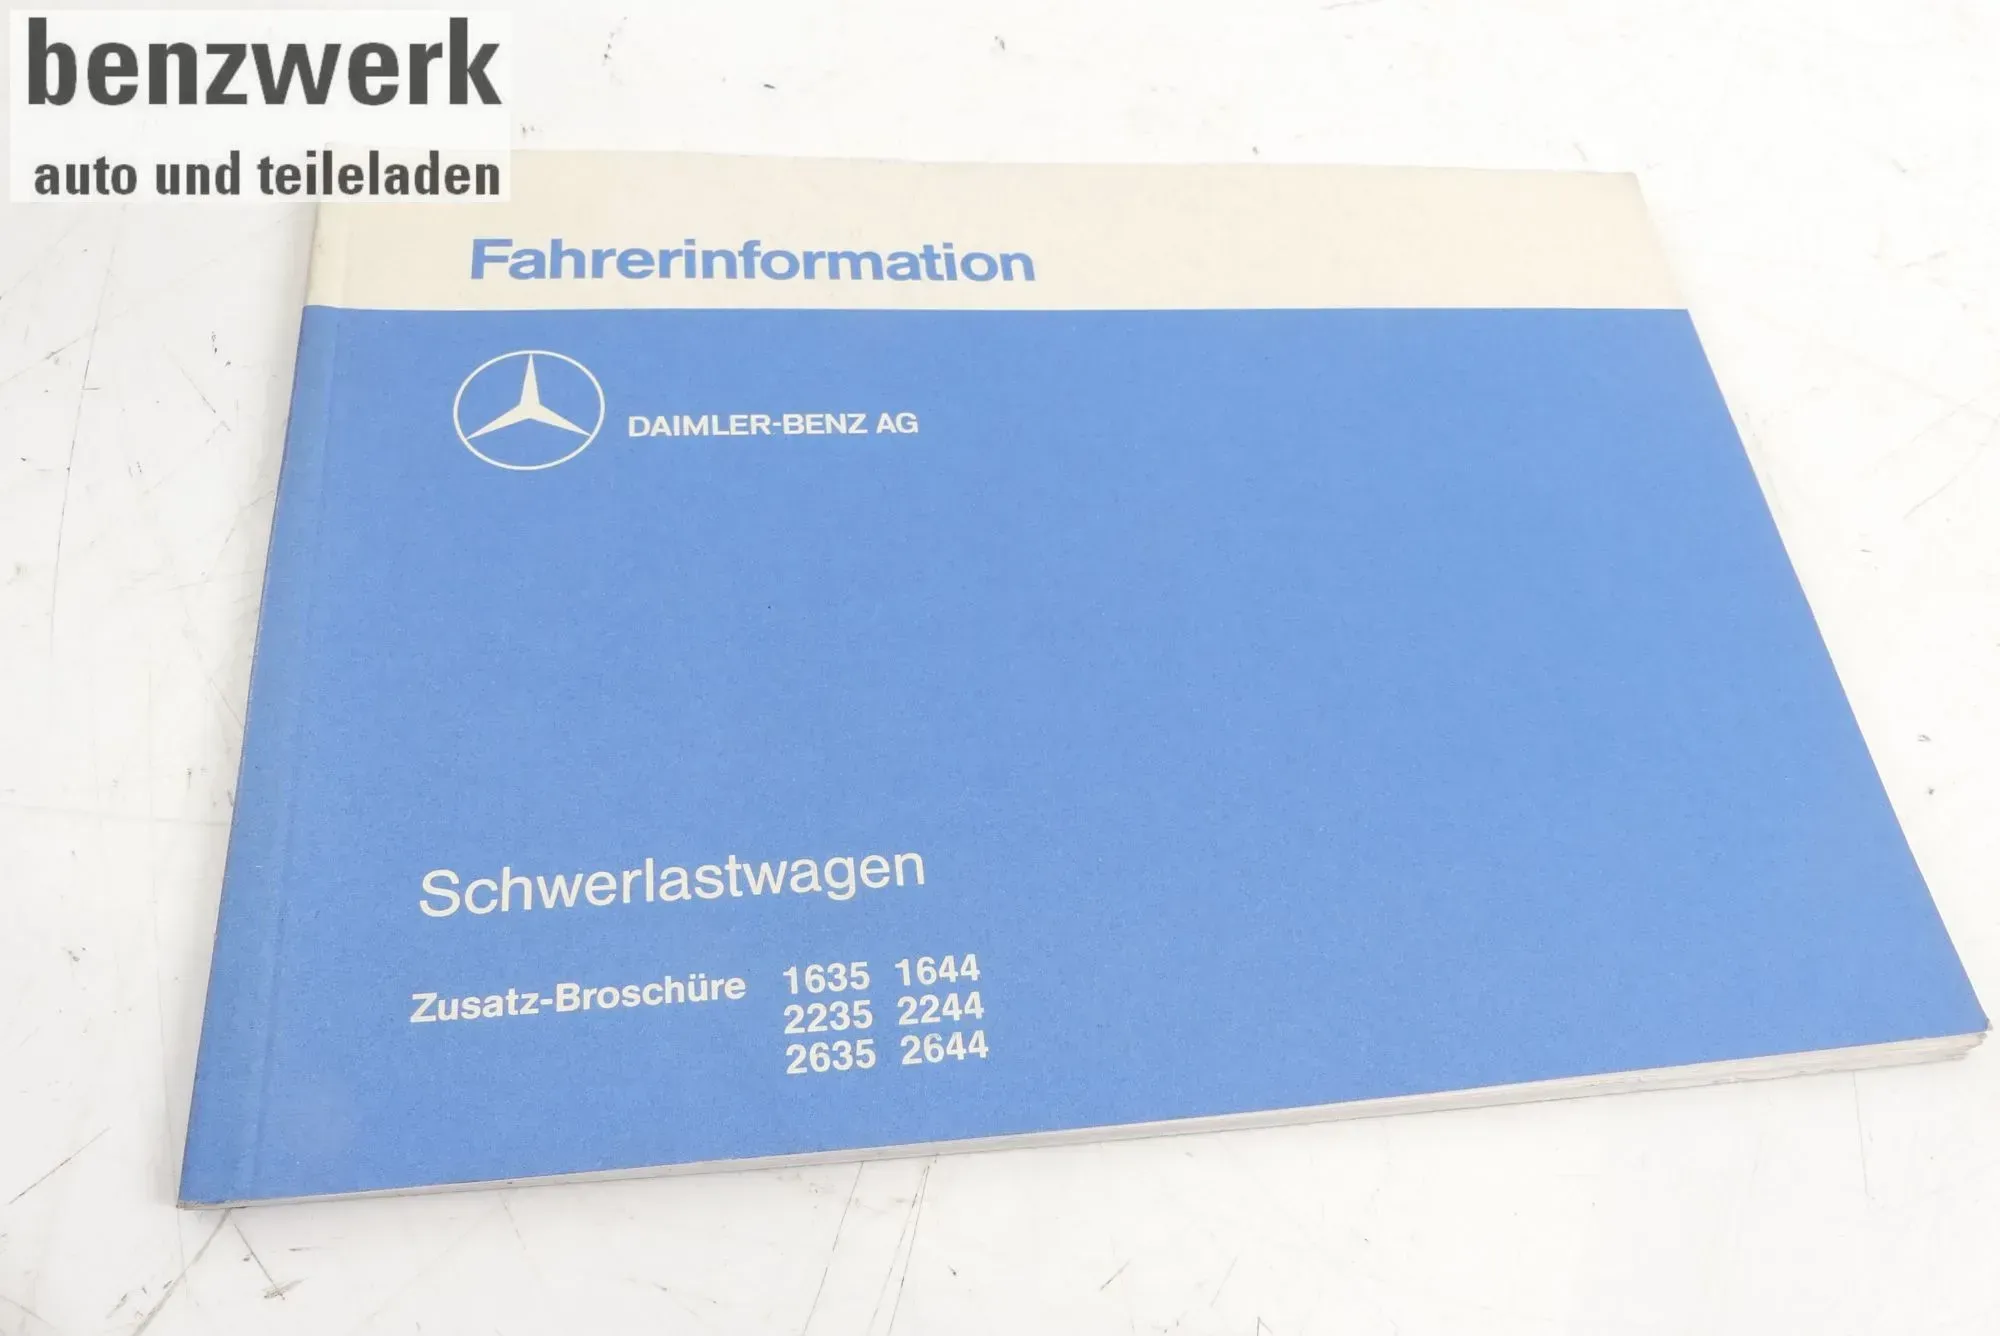 benzwerk
auto und teileladen
Fahrerinformation
DAIMLER-BENZ AG
Schwerlastwagen
Zusatz-Broschüre 1635 1644
2235 2244
2635 2644